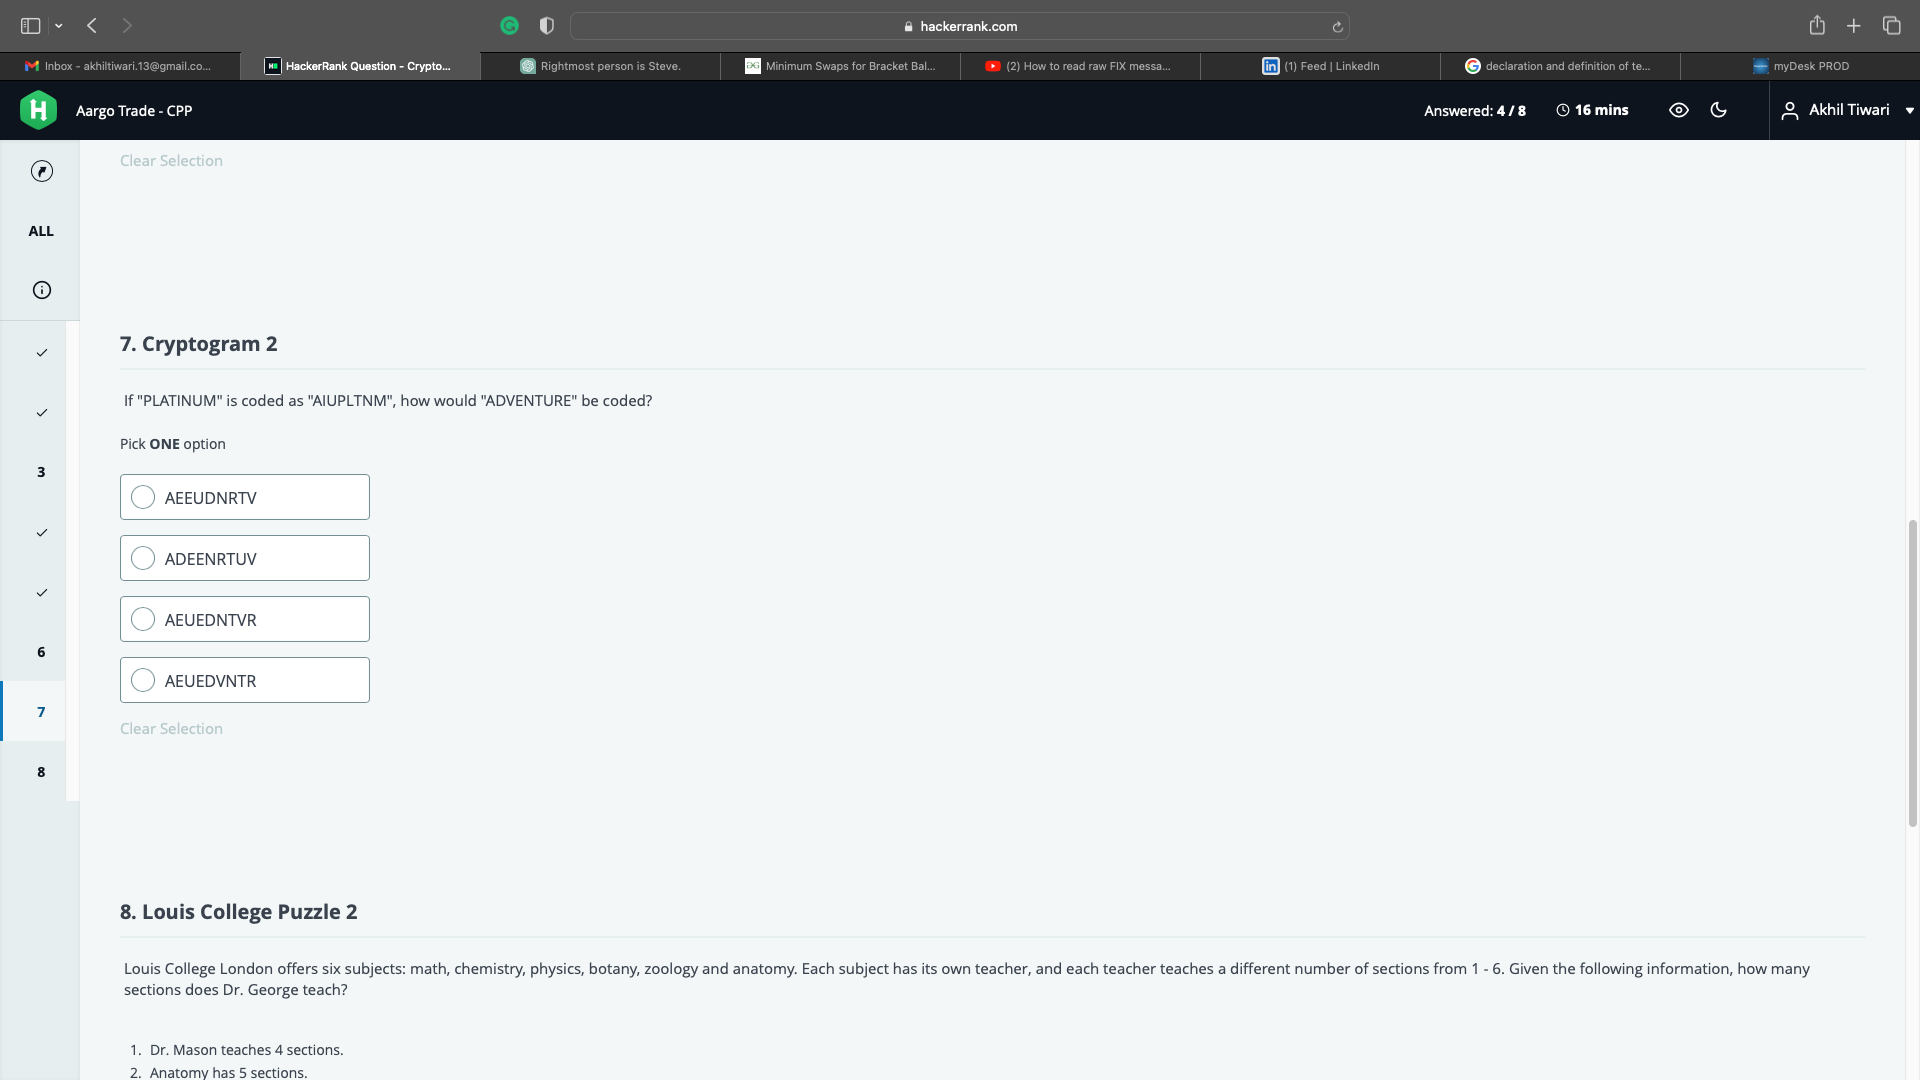 hackerrank.com
Inbox - akhiltiwari.13@gmail.co...
HackerRank Question - Crypto...
Rightmost person is Steve.
Minimum Swaps for Bracket Bal...
(2) How to read raw FIX messa...
(1) Feed | LinkedIn
declaration and definition of te...
myDesk PROD
Aargo Trade - CPP
Answered: 4 / 8
16 mins
Akhil Tiwari
ALL
3
6
7
8
Clear Selection
7. Cryptogram 2
If "PLATINUM" is coded as "AIUPLTNM", how would "ADVENTURE" be coded?
Pick ONE option
AEEUDNRTV
ADEENRTUV
AEUEDNTVR
AEUEDVNTR
Clear Selection
8. Louis College Puzzle 2
Louis College London offers six subjects: math, chemistry, physics, botany, zoology and anatomy. Each subject has its own teacher, and each teacher teaches a different number of sections from 1 - 6. Given the following information, how many
sections does Dr. George teach?
1. Dr. Mason teaches 4 sections.
2. Anatomy has 5 sections.